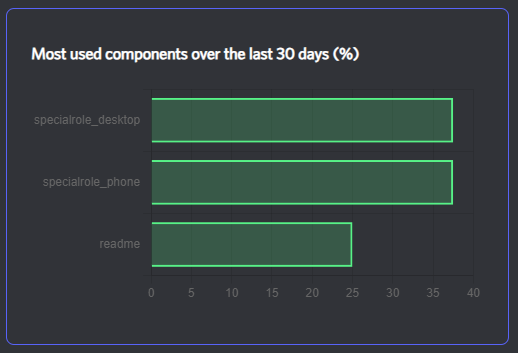 Most used components over the last 30 days (%)
specialrole_desktop
specialrole_phone
readme
0 5 10 15 20 25 30 35 40